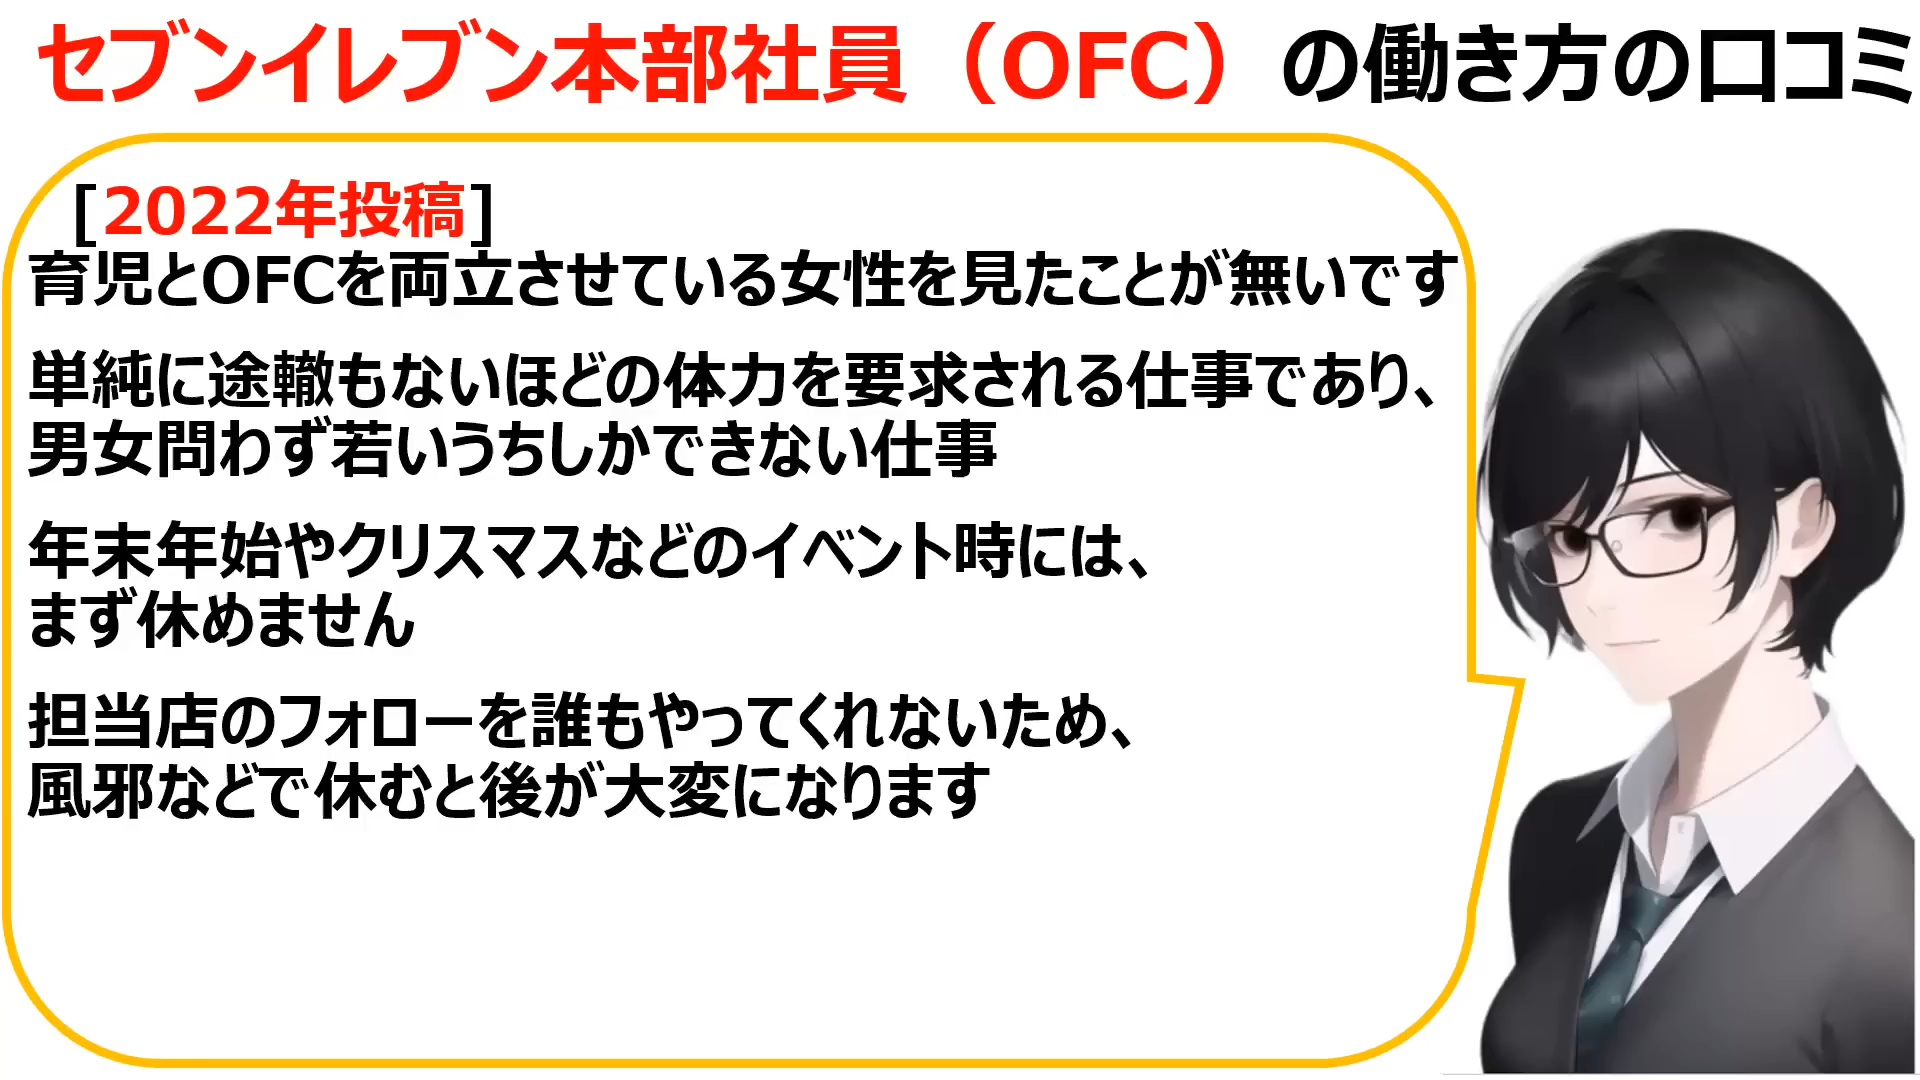 セブンイレブン本部社員（OFC）の働き方の口コミ
[2022年投稿]
育児とOFCを両立させている女性を見たことが無いです
単純に途轍もないほどの体力を要求される仕事であり、
男女問わず若いうちしかできない仕事
年末年始やクリスマスなどのイベント時には、
まず休めません
担当店のフォローを誰もやってくれないため、
風邪などで休むと後が大変になります